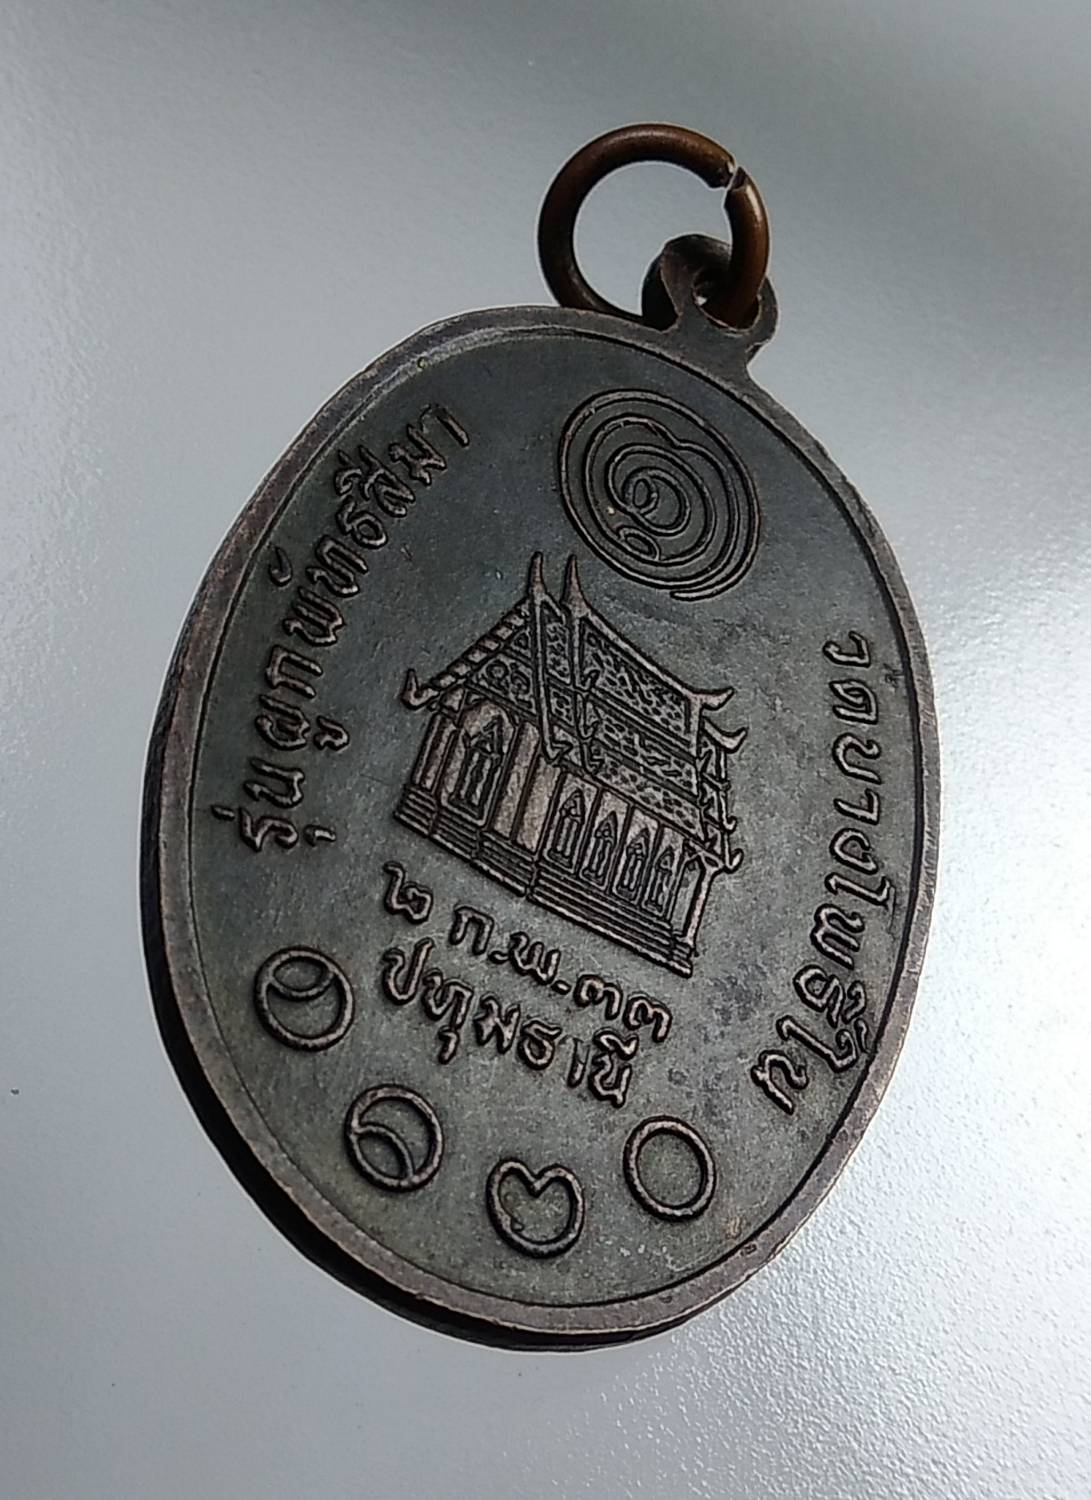 รุ่นผูกพัทธสีมา
วัดบางโพธิ์ใน
๒ ก.พ.๓๓
ปทุมธานี